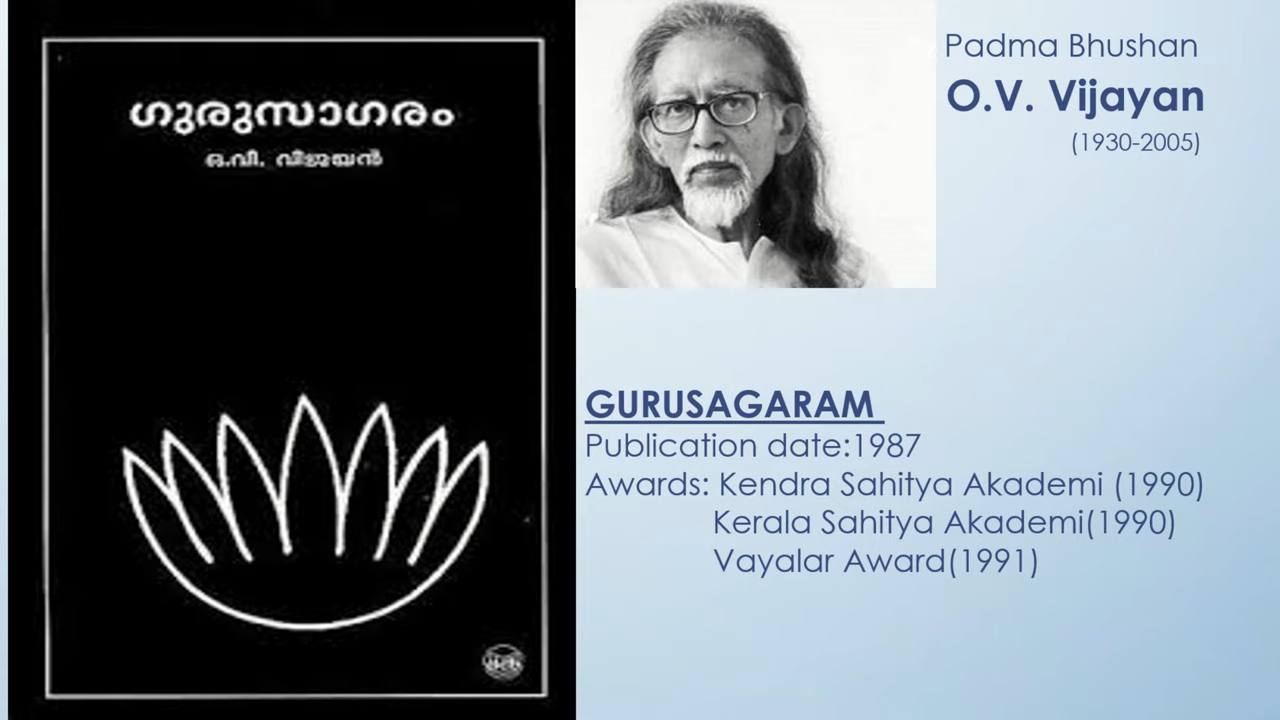 ഗുരുസാഗരം
ഒ.വി. വിജയൻ
Padma Bhushan
O.V. Vijayan
(1930-2005)
GURUSAGARAM
Publication date:1987
Awards: Kendra Sahitya Akademi (1990)
Kerala Sahitya Akademi(1990)
Vayalar Award(1991)